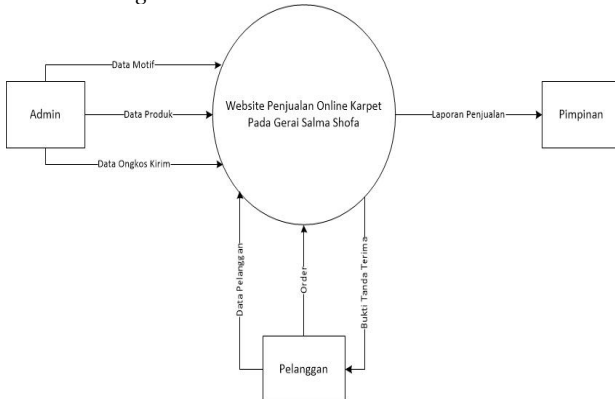 Data Motif
Admin
Data Produk
Data Ongkos Kirim
Website Penjualan Online Karpet
Pada Gerai Salma Shofa
Laporan Penjualan
Pimpinan
Data Pelanggan
Order
Bukti Tanda Terima
Pelanggan